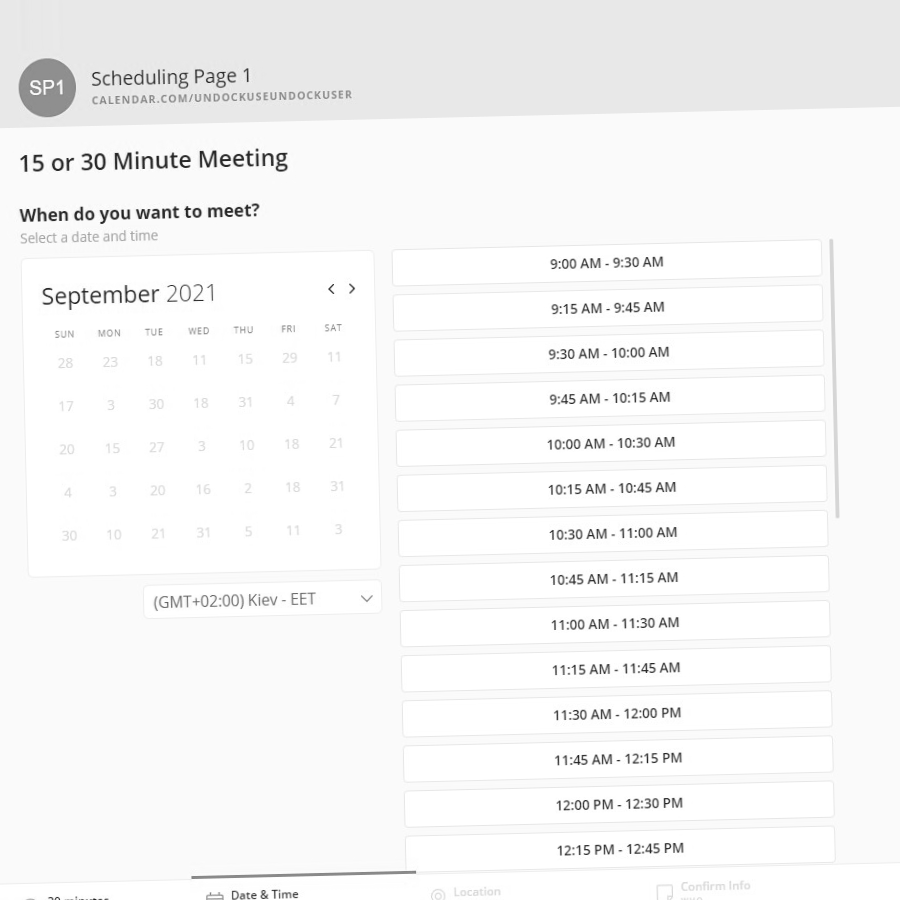 SP1
Scheduling Page 1
CALENDAR.COM/UNDOCKUSEUNDOCKUSER
15 or 30 Minute Meeting
When do you want to meet?
Select a date and time
September 2021
SUN MON TUE WED THU FRI SAT
28 23 18 11 15 29 11
17 3 30 18 31 4 7
20 15 27 3 10 18 21
4 3 20 16 2 18 31
30 10 21 31 5 11 3
(GMT+02:00) Kiev - EET
9:00 AM - 9:30 AM
9:15 AM - 9:45 AM
9:30 AM - 10:00 AM
9:45 AM - 10:15 AM
10:00 AM - 10:30 AM
10:15 AM - 10:45 AM
10:30 AM - 11:00 AM
10:45 AM - 11:15 AM
11:00 AM - 11:30 AM
11:15 AM - 11:45 AM
11:30 AM - 12:00 PM
11:45 AM - 12:15 PM
12:00 PM - 12:30 PM
12:15 PM - 12:45 PM
Date & Time
Location
Confirm Info